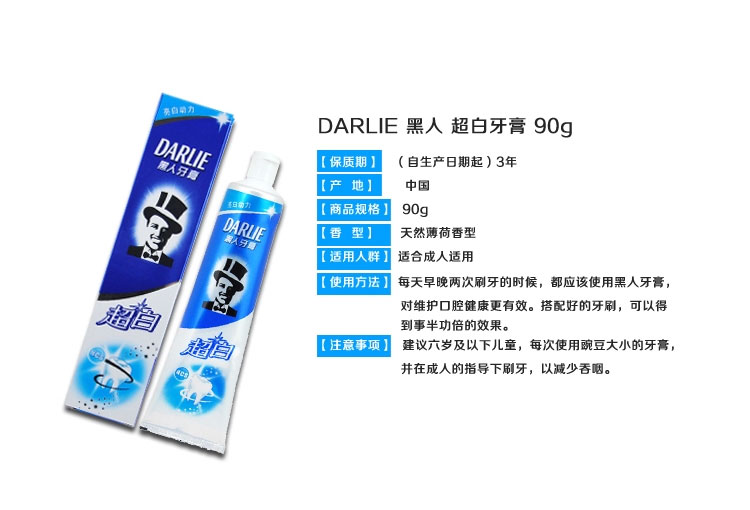 亮白动力
DARLIE
黑人牙膏
超白
亮白动力
DARLIE
黑人牙膏
超白
DARLIE 黑人 超白牙膏 90g
【保质期】 （自生产日期起）3年
【产 地】 中国
【商品规格】 90g
【香 型】 天然薄荷香型
【适用人群】 适合成人适用
【使用方法】 每天早晚两次刷牙的时候，都应该使用黑人牙膏，
对维护口腔健康更有效。搭配好的牙刷，可以得
到事半功倍的效果。
【注意事项】 建议六岁及以下儿童，每次使用豌豆大小的牙膏，
并在成人的指导下刷牙，以减少吞咽。